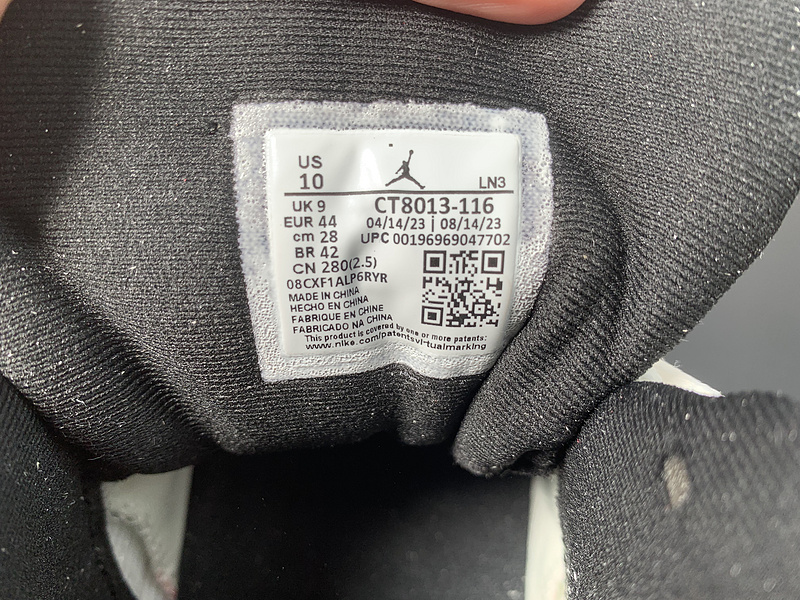 US
10
LN3
UK 9
CT8013-116
EUR 44
04/14/23 | 08/14/23
cm 28
UPC 00196969047702
BR 42
CN 280(2.5)
08CXF1ALP6RYR
MADE IN CHINA
HECHO EN CHINA
FABRIQUE EN CHINE
FABRICADO NA CHINA
This product is covered by one or more patents:
www.nike.com/patentsvi-tualmarking